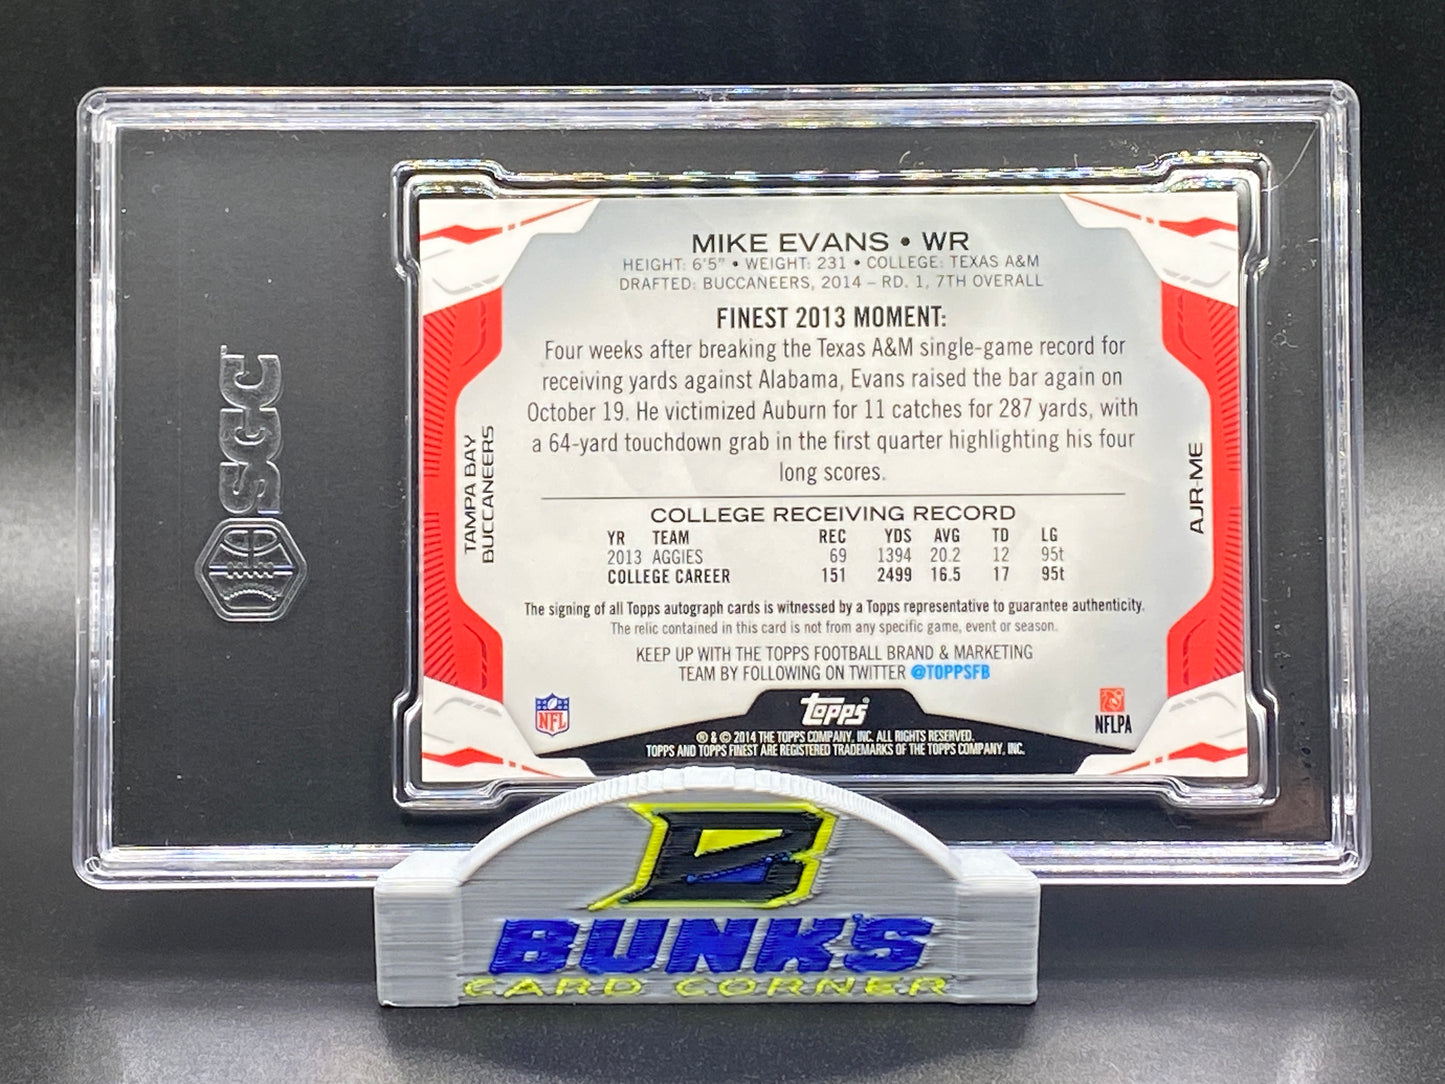 SGC
MIKE EVANS • WR
HEIGHT: 6'5" • WEIGHT: 231 • COLLEGE: TEXAS A&M
DRAFTED: BUCCANEERS, 2014 – RD. 1, 7TH OVERALL
FINEST 2013 MOMENT:
Four weeks after breaking the Texas A&M single-game record for
receiving yards against Alabama, Evans raised the bar again on
October 19. He victimized Auburn for 11 catches for 287 yards, with
a 64-yard touchdown grab in the first quarter highlighting his four
long scores.
TAMPA BAY
BUCCANEERS
AJR-ME
COLLEGE RECEIVING RECORD
YR TEAM REC YDS AVG TD LG
2013 AGGIES 69 1394 20.2 12 95t
COLLEGE CAREER 151 2499 16.5 17 95t
The signing of all Topps autograph cards is witnessed by a Topps representative to guarantee authenticity.
The relic contained in this card is not from any specific game, event or season.
KEEP UP WITH THE TOPPS FOOTBALL BRAND & MARKETING
TEAM BY FOLLOWING ON TWITTER @TOPPSFB
NFL
Topps
NFLPA
® & © 2014 THE TOPPS COMPANY, INC. ALL RIGHTS RESERVED.
TOPPS AND TOPPS FINEST ARE REGISTERED TRADEMARKS OF THE TOPPS COMPANY, INC.
B
BUNK'S
CARD CORNER